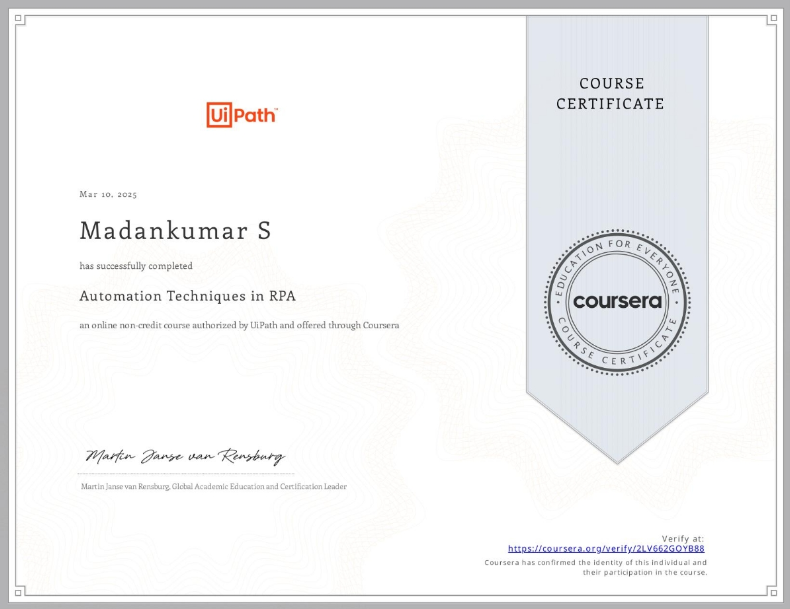 COURSE
CERTIFICATE
UiPath™
Mar 10, 2025
Madankumar S
has successfully completed
Automation Techniques in RPA
an online non-credit course authorized by UiPath and offered through Coursera
EDUCATION FOR EVERYONE
coursera
COURSE CERTIFICATE
Martin Janse van Rensburg
Martin Janse van Rensburg, Global Academic Education and Certification Leader
Verify at:
https://coursera.org/verify/2LV662GOYB88
Coursera has confirmed the identity of this individual and
their participation in the course.